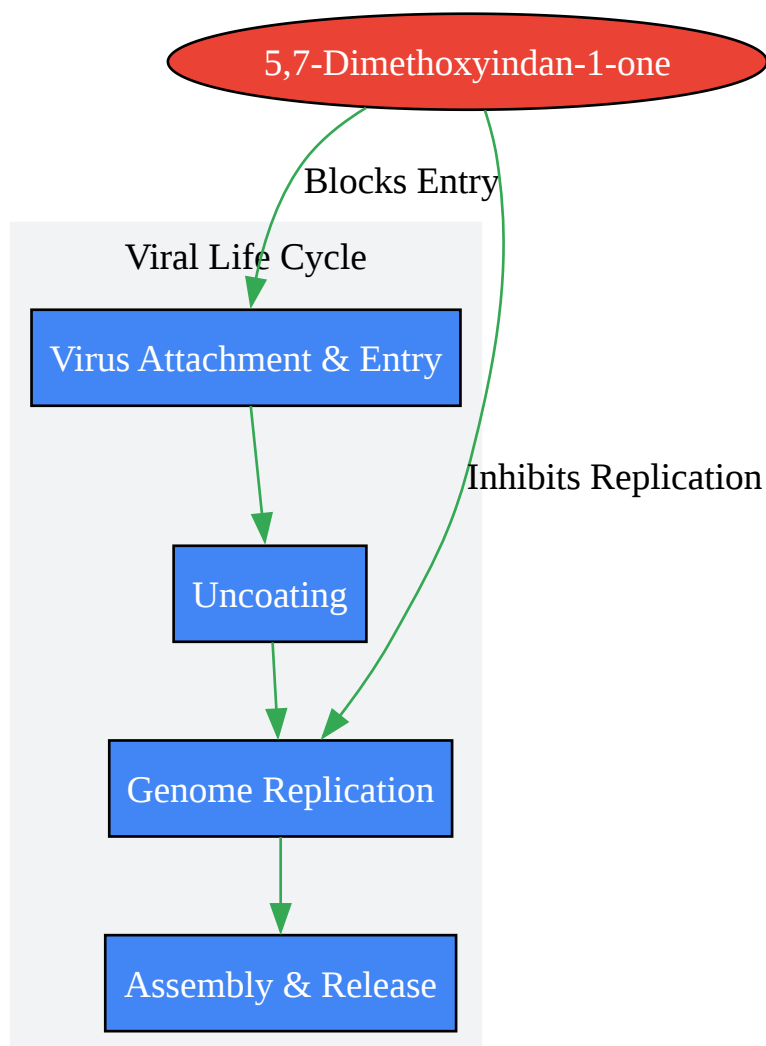 5,7-Dimethoxyindan-1-one
Blocks Entry
Viral Life Cycle
Virus Attachment & Entry
Inhibits Replication
Uncoating
Genome Replication
Assembly & Release